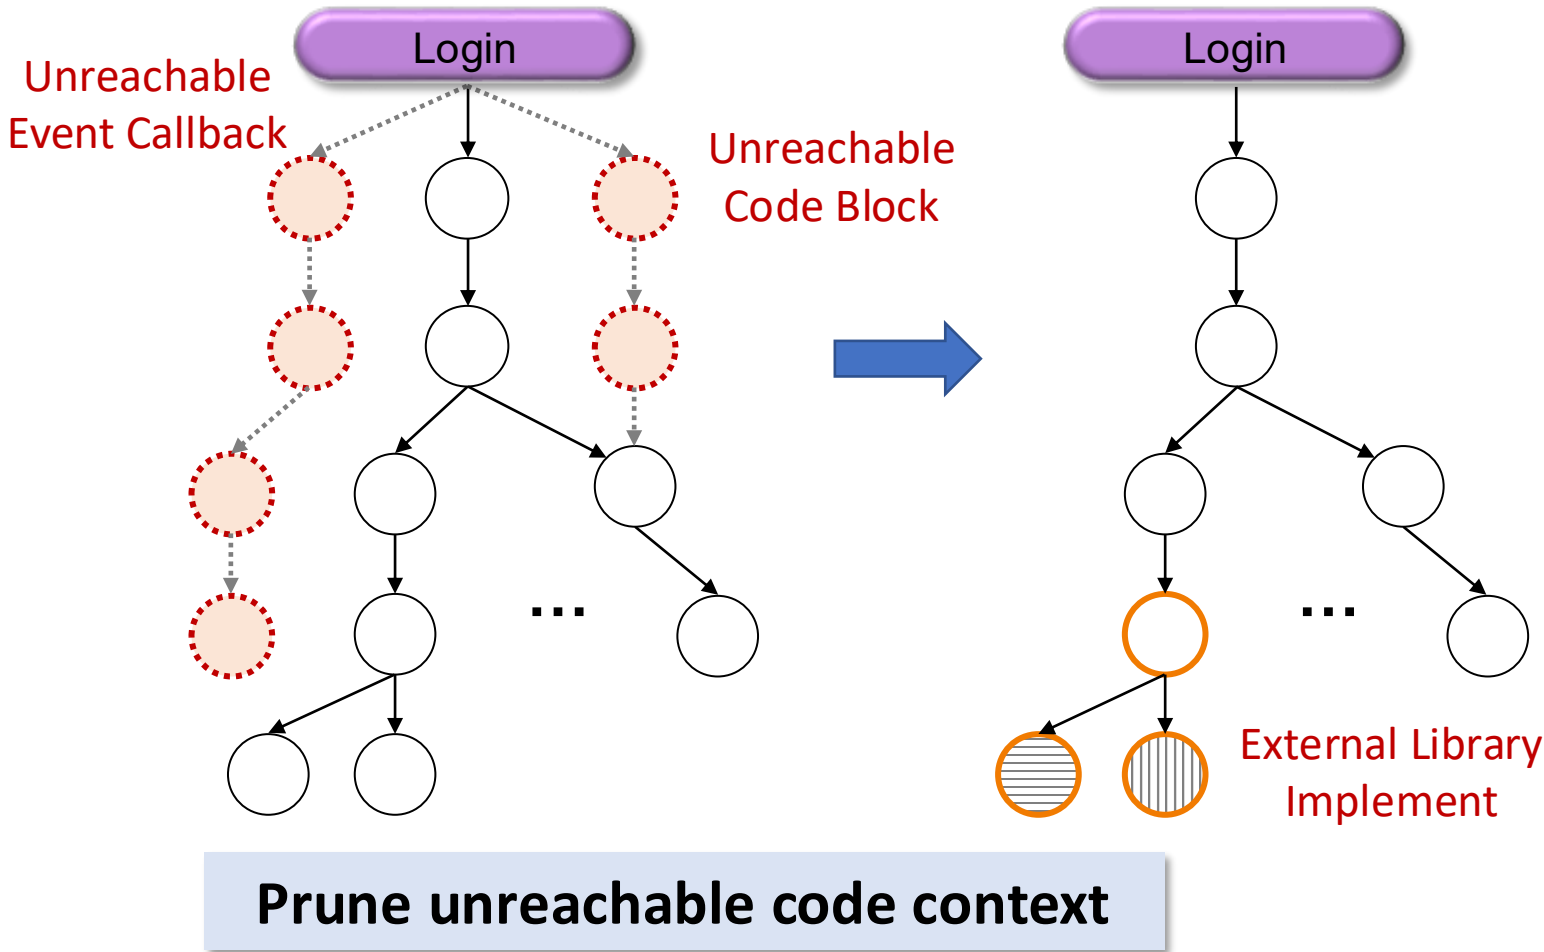 Login
Login
Unreachable
Event Callback
Unreachable
Code Block
...
...
External Library
Implement
Prune unreachable code context